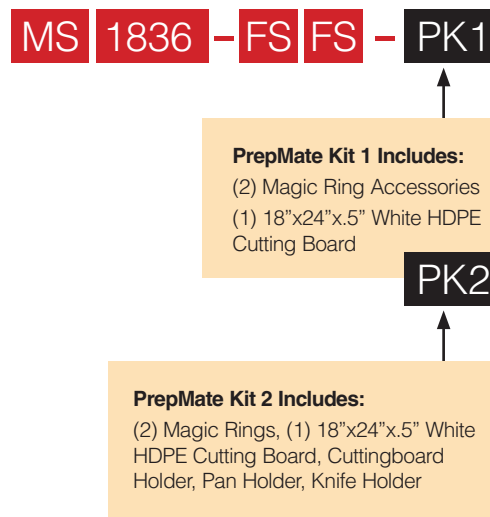 MS 1836 – FS FS – PK1
PrepMate Kit 1 Includes:
(2) Magic Ring Accessories
(1) 18”x24”x.5” White HDPE
Cutting Board
PK2
PrepMate Kit 2 Includes:
(2) Magic Rings, (1) 18”x24”x.5” White
HDPE Cutting Board, Cuttingboard
Holder, Pan Holder, Knife Holder